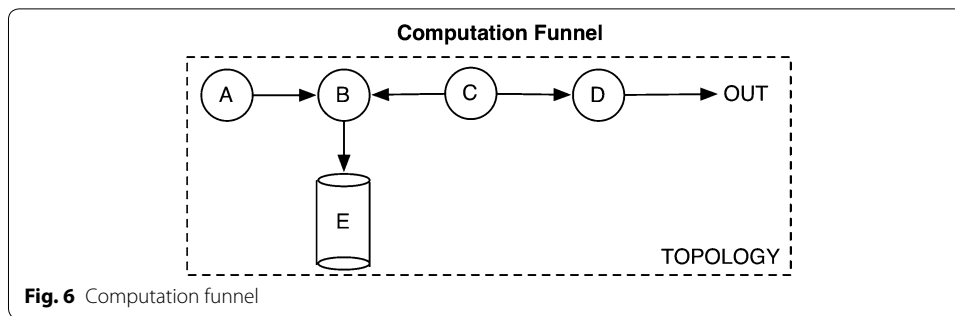 Computation Funnel
A B C D OUT
E
TOPOLOGY
Fig. 6 Computation funnel